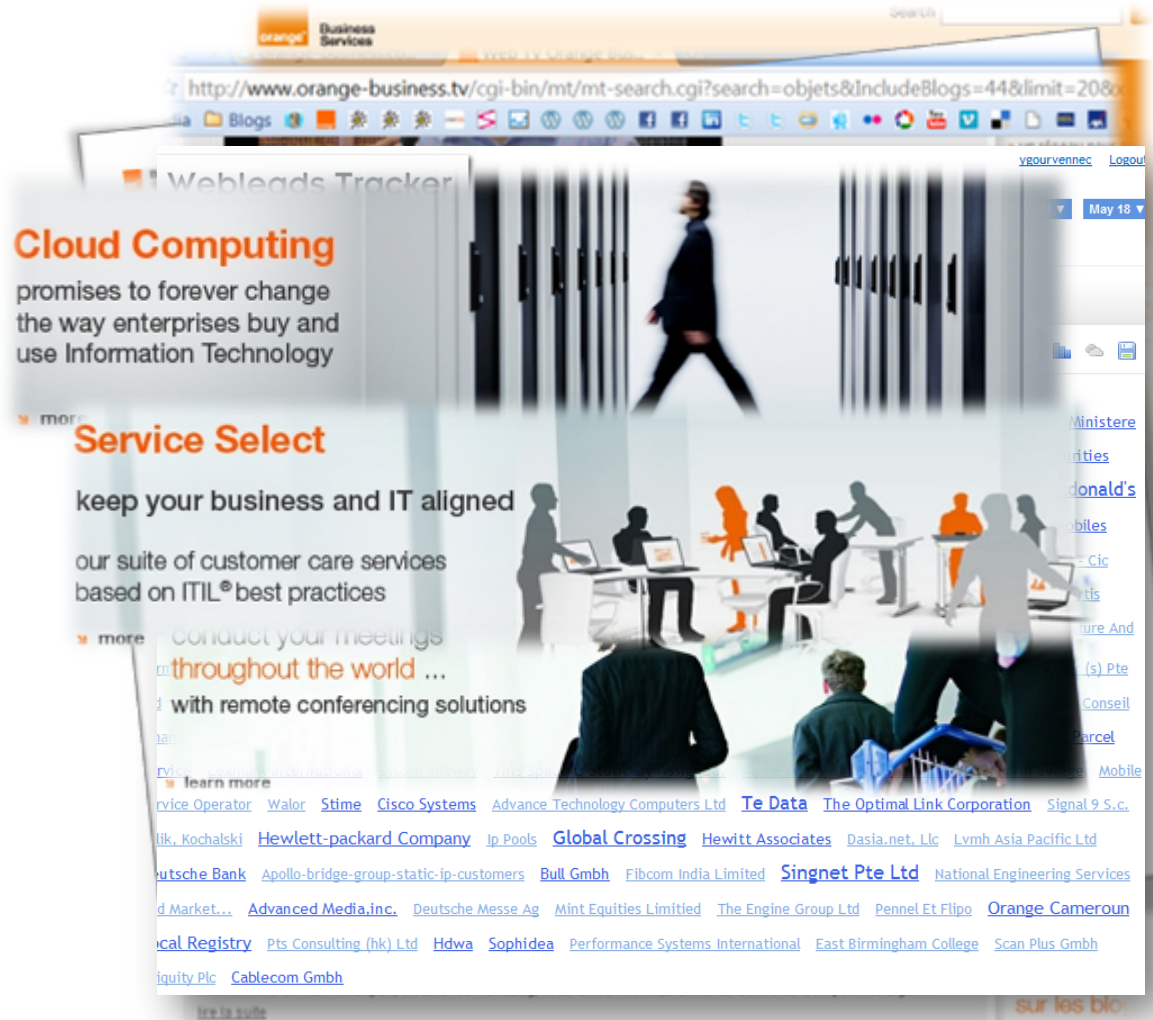 Search
orange™ Business
Services
Web TV Orange Bus...
http://www.orange-business.tv/cgi-bin/mt/mt-search.cgi?search=objets&IncludeBlogs=44&limit=20
Blogs
ygourvennec Logout
Webleads Tracker
May 18
Cloud Computing
promises to forever change
the way enterprises buy and
use Information Technology
more
Ministere
Service Select
donald's
keep your business and IT aligned
- Cic
our suite of customer care services
based on ITIL® best practices
And
more
conduct your meetings
throughout the world ...
(s) Pte
with remote conferencing solutions
Conseil
Parcel
Mobile
learn more
rvice Operator Walor Stime Cisco Systems Advance Technology Computers Ltd Te Data The Optimal Link Corporation Signal 9 S.c.
lik, Kochalski Hewlett-packard Company Ip Pools Global Crossing Hewitt Associates Dasia.net, Llc Lvmh Asia Pacific Ltd
eutsche Bank Apollo-bridge-group-static-ip-customers Bull Gmbh Fibcom India Limited Singnet Pte Ltd National Engineering Services
d Market... Advanced Media,inc. Deutsche Messe Ag Mint Equities Limitied The Engine Group Ltd Pennel Et Flipo Orange Cameroun
ocal Registry Pts Consulting (hk) Ltd Hdwa Sophidea Performance Systems International East Birmingham College Scan Plus Gmbh
iquity Plc Cablecom Gmbh
lire la suite
sur les blo